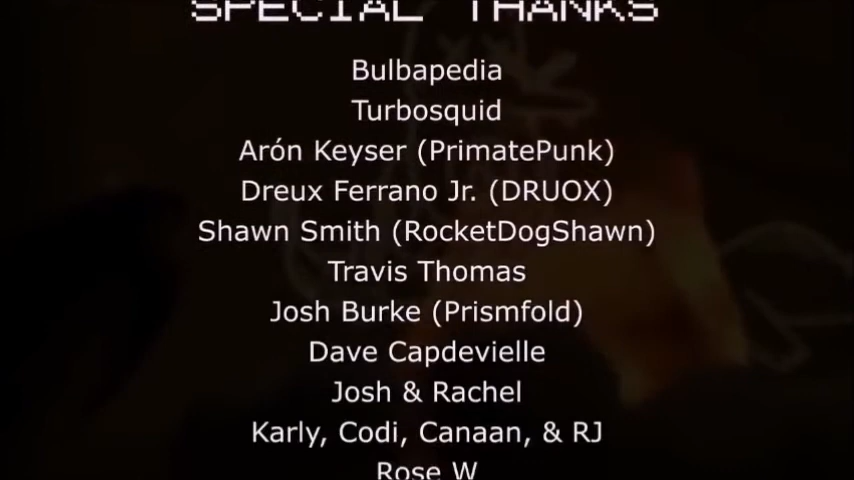 SPECIAL THANKS
Bulbapedia
Turbosquid
Arón Keyser (PrimatePunk)
Dreux Ferrano Jr. (DRUOX)
Shawn Smith (RocketDogShawn)
Travis Thomas
Josh Burke (Prismfold)
Dave Capdevielle
Josh & Rachel
Karly, Codi, Canaan, & RJ
Rose W